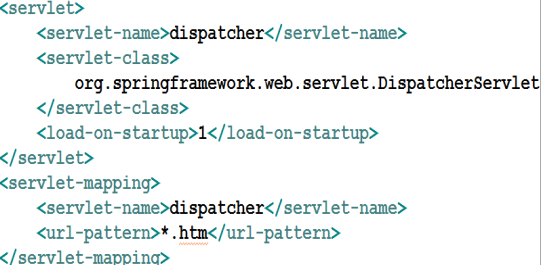 <servlet>
<servlet-name>dispatcher</servlet-name>
<servlet-class>
org.springframework.web.servlet.DispatcherServlet
</servlet-class>
<load-on-startup>1</load-on-startup>
</servlet>
<servlet-mapping>
<servlet-name>dispatcher</servlet-name>
<url-pattern>*.htm</url-pattern>
</servlet-mapping>